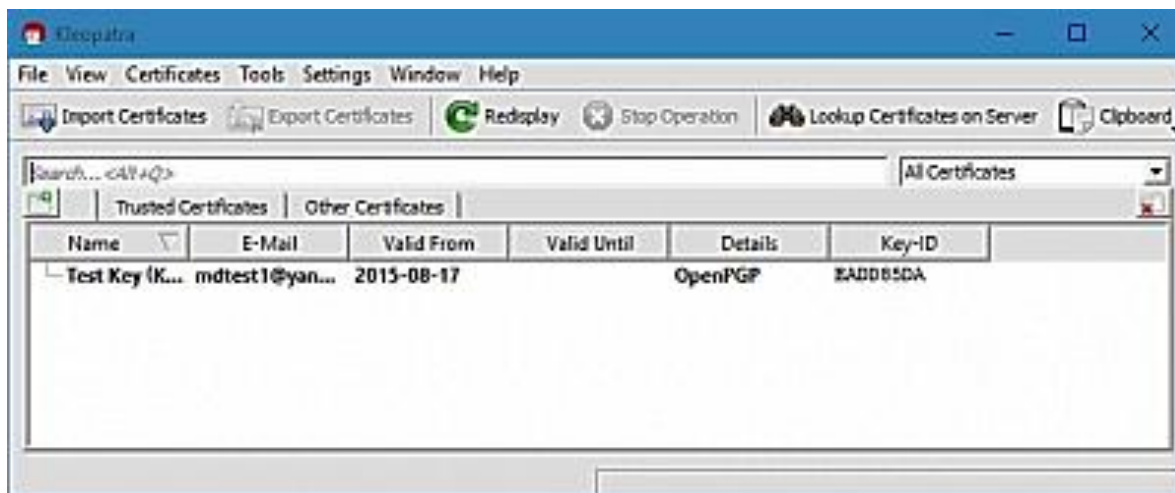 Kleopatra
File View Certificates Tools Settings Window Help
Import Certificates Export Certificates Redisplay Stop Operation Lookup Certificates on Server Clipboard
Search... <Alt+Q> All Certificates
Trusted Certificates Other Certificates
Name E-Mail Valid From Valid Until Details Key-ID
Test Key (K... mdtest1@yan... 2015-08-17 OpenPGP